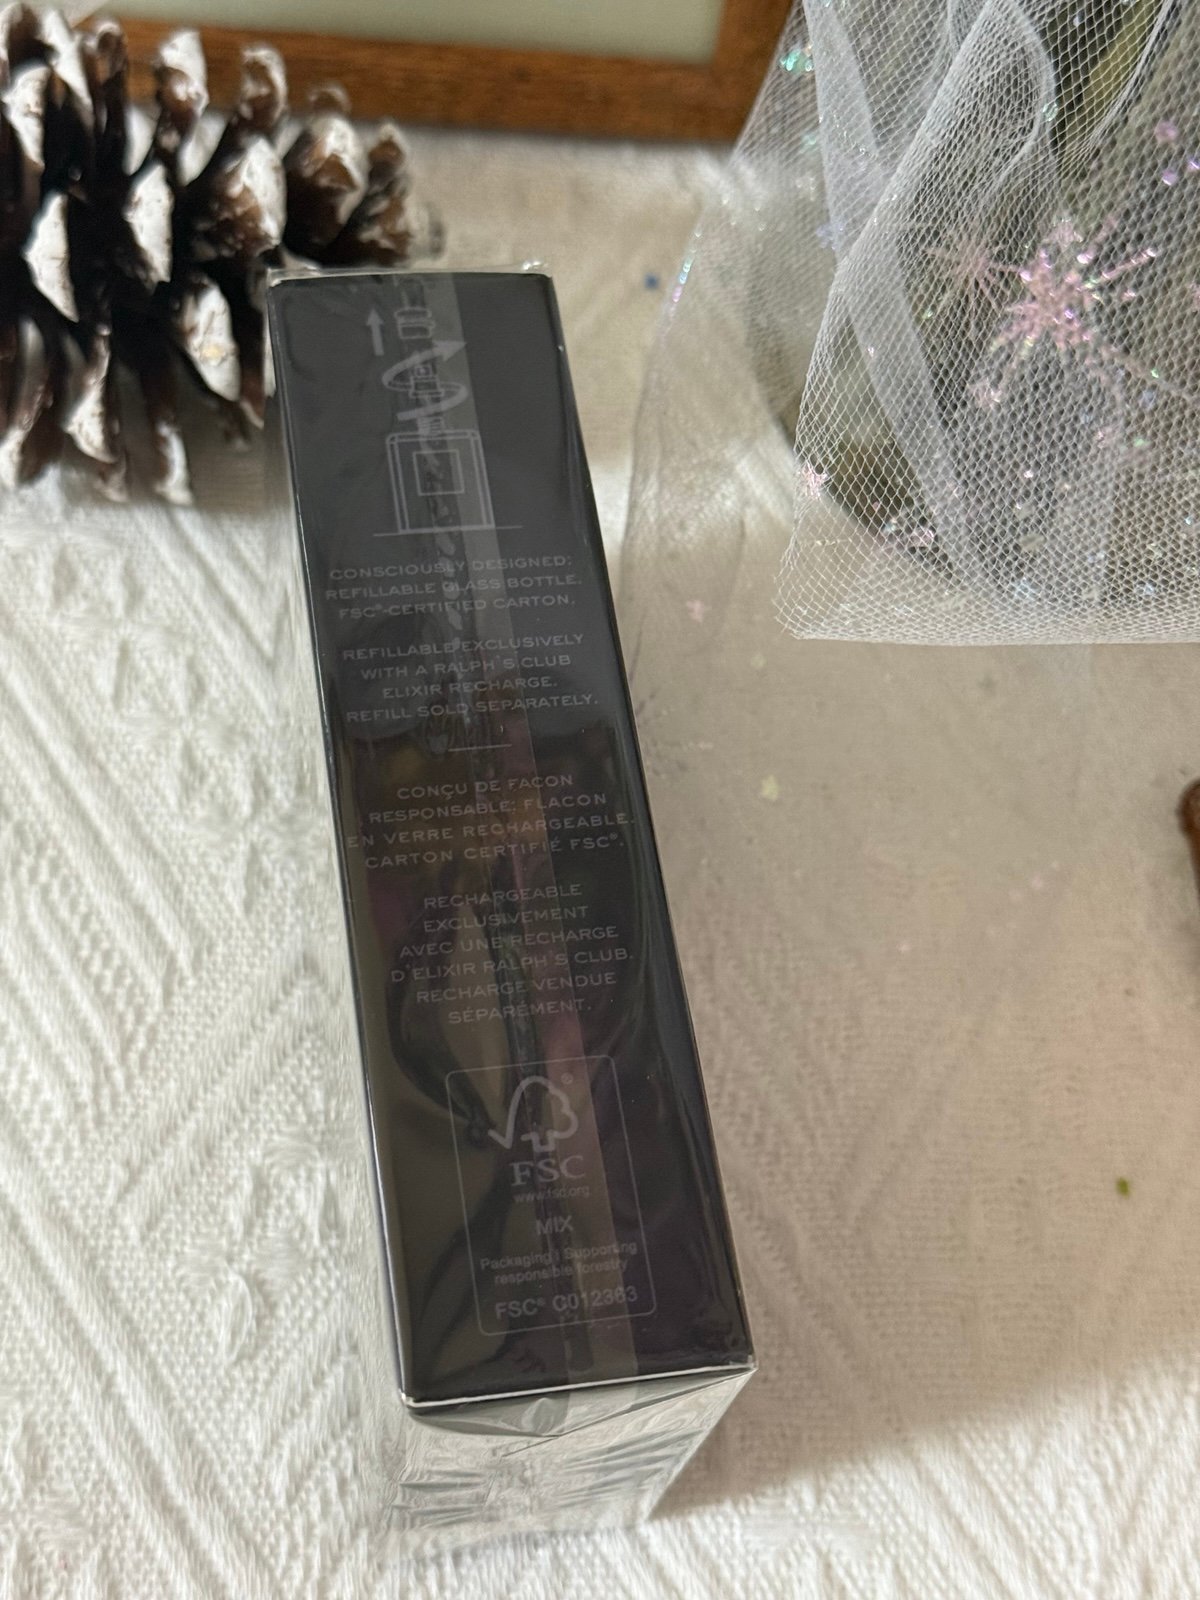 CONSCIOUSLY DESIGNED:
REFILLABLE GLASS BOTTLE.
FSC®-CERTIFIED CARTON.
REFILLABLE EXCLUSIVELY
WITH A RALPH'S CLUB
ELIXIR RECHARGE.
REFILL SOLD SEPARATELY.
CONÇU DE FACON
RESPONSABLE: FLACON
EN VERRE RECHARGEABLE.
CARTON CERTIFIÉ FSC®.
RECHARGEABLE
EXCLUSIVEMENT
AVEC UNE RECHARGE
D'ELIXIR RALPH'S CLUB.
RECHARGE VENDUE
SÉPARÉMENT.
®
FSC
www.fsc.org
MIX
Packaging | Supporting
responsible forestry
FSC® C012363